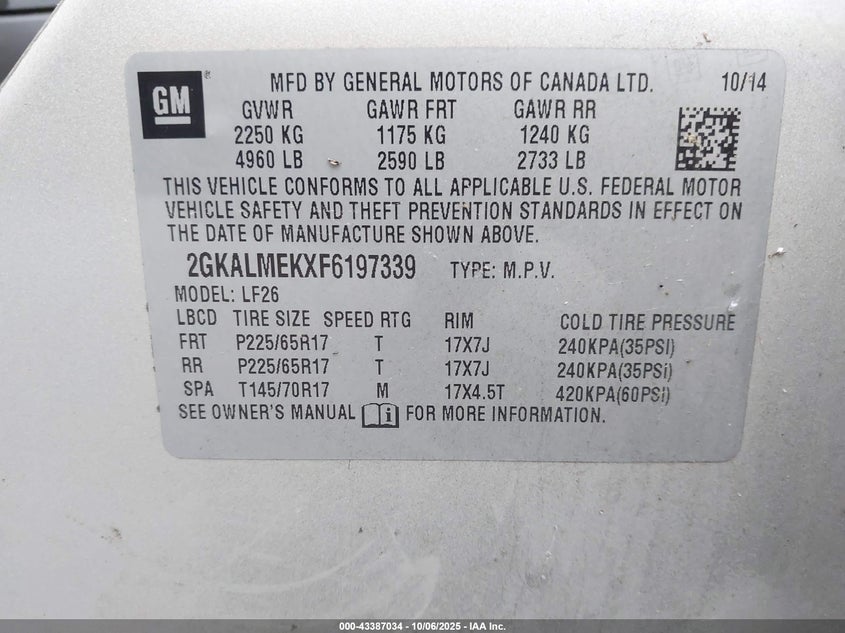 GM ® MFD BY GENERAL MOTORS OF CANADA LTD. 10/14
GVWR GAWR FRT GAWR RR
2250 KG 1175 KG 1240 KG
4960 LB 2590 LB 2733 LB
THIS VEHICLE CONFORMS TO ALL APPLICABLE U.S. FEDERAL MOTOR
VEHICLE SAFETY AND THEFT PREVENTION STANDARDS IN EFFECT ON
THE DATE OF MANUFACTURE SHOWN ABOVE.
2GKALMEKXF6197339 TYPE: M.P.V.
MODEL: LF26
LBCD TIRE SIZE SPEED RTG RIM COLD TIRE PRESSURE
FRT P225/65R17 T 17X7J 240KPA(35PSI)
RR P225/65R17 T 17X7J 240KPA(35PSI)
SPA T145/70R17 M 17X4.5T 420KPA(60PSI)
SEE OWNER'S MANUAL i FOR MORE INFORMATION.
000-43387034 - 10/06/2025 - IAA Inc.